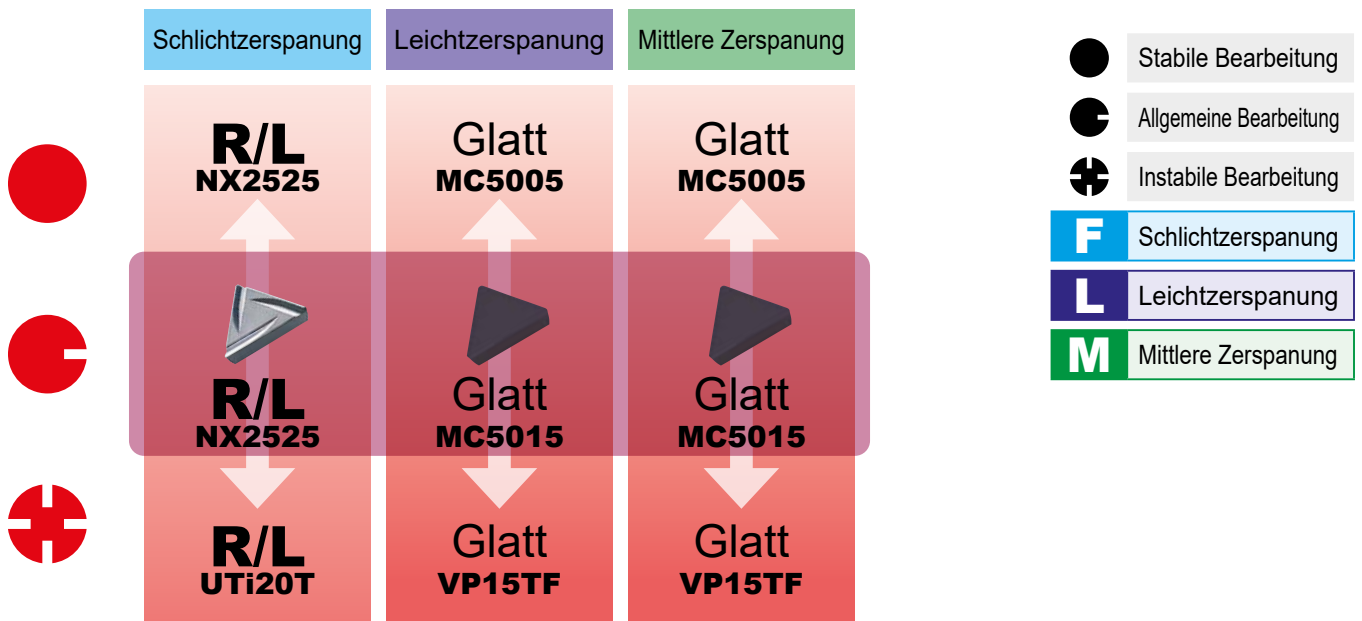 Schlichtzerspanung
Leichtzerspanung
Mittlere Zerspanung
R/L
NX2525
Glatt
MC5005
Glatt
MC5005
R/L
NX2525
Glatt
MC5015
Glatt
MC5015
R/L
UTi20T
Glatt
VP15TF
Glatt
VP15TF
Stabile Bearbeitung
Allgemeine Bearbeitung
Instabile Bearbeitung
F Schlichtzerspanung
L Leichtzerspanung
M Mittlere Zerspanung